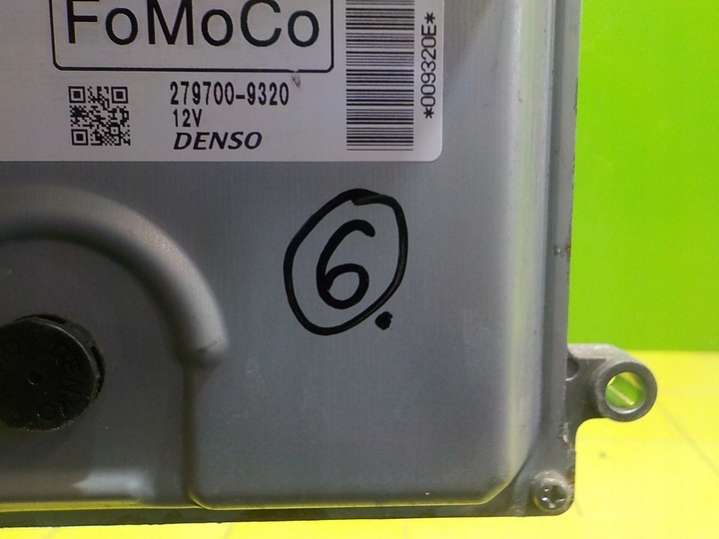 FoMoCo
279700-9320
12V
DENSO
*009320E*
6.